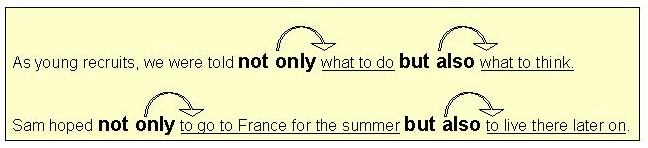 As young recruits, we were told not only what to do but also what to think.
Sam hoped not only to go to France for the summer but also to live there later on.